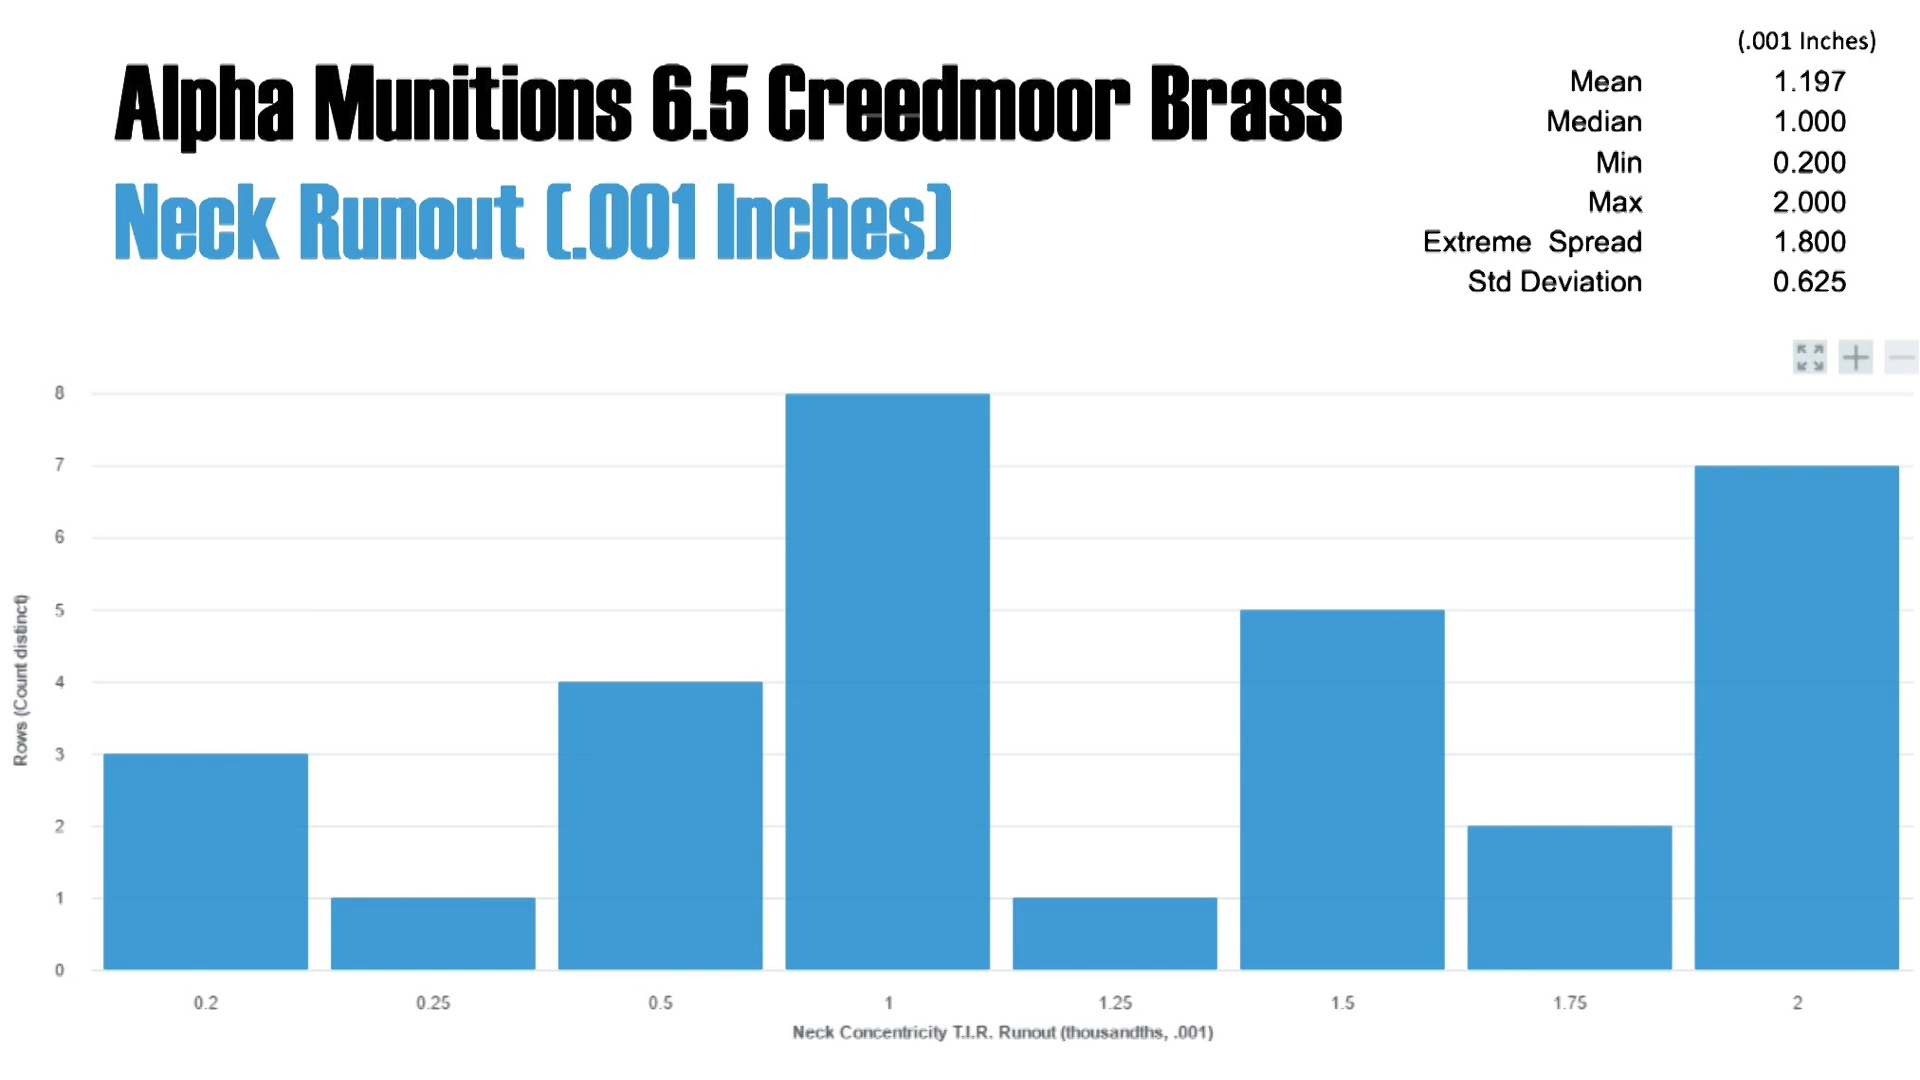 Alpha Munitions 6.5 Creedmoor Brass
Neck Runout (.001 Inches)
(.001 Inches)
Mean 1.197
Median 1.000
Min 0.200
Max 2.000
Extreme Spread 1.800
Std Deviation 0.625
8
7
6
5
4
3
2
1
0
Rows (Count distinct)
0.2 0.25 0.5 1 1.25 1.5 1.75 2
Neck Concentricity T.I.R. Runout (thousandths, .001)